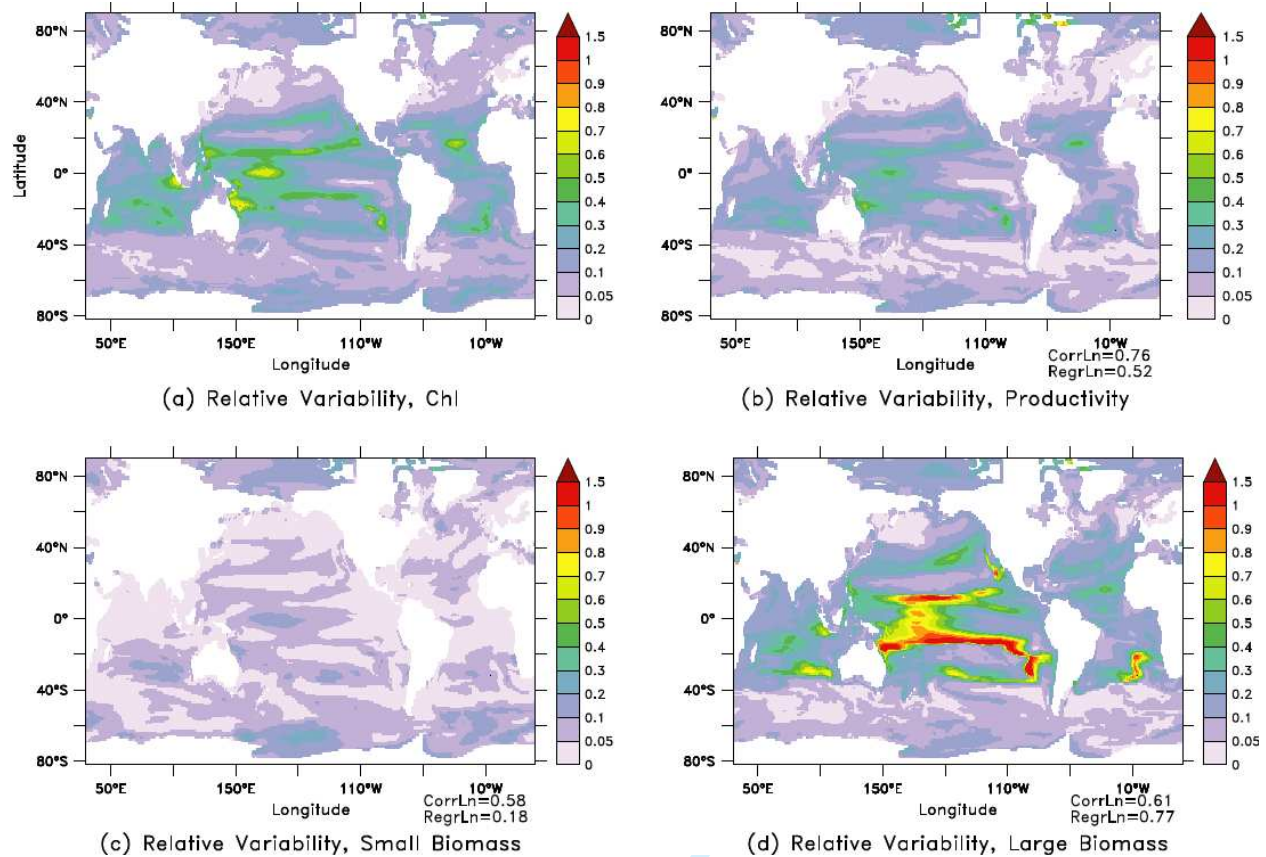 80°N
40°N
0°
40°S
80°S
Latitude
50°E
150°E
110°W
10°W
Longitude
1.5
1
0.9
0.8
0.7
0.6
0.5
0.4
0.3
0.2
0.1
0.05
0
(a) Relative Variability, Chl
80°N
40°N
0°
40°S
80°S
50°E
150°E
110°W
10°W
Longitude
CorrLn=0.76
RegrLn=0.52
1.5
1
0.9
0.8
0.7
0.6
0.5
0.4
0.3
0.2
0.1
0.05
0
(b) Relative Variability, Productivity
80°N
40°N
0°
40°S
80°S
50°E
150°E
110°W
10°W
Longitude
CorrLn=0.58
RegrLn=0.18
1.5
1
0.9
0.8
0.7
0.6
0.5
0.4
0.3
0.2
0.1
0.05
0
(c) Relative Variability, Small Biomass
80°N
40°N
0°
40°S
80°S
50°E
150°E
110°W
10°W
Longitude
CorrLn=0.61
RegrLn=0.77
1.5
1
0.9
0.8
0.7
0.6
0.5
0.4
0.3
0.2
0.1
0.05
0
(d) Relative Variability, Large Biomass